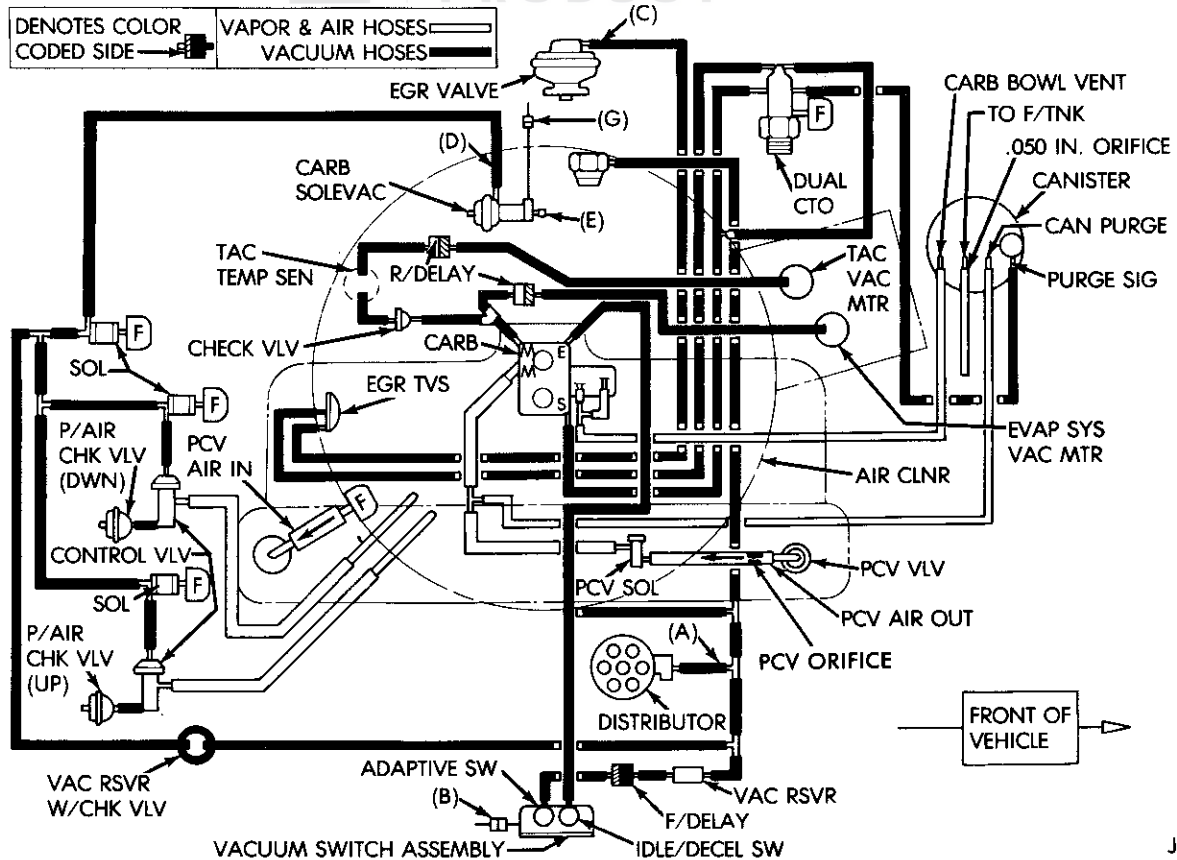 PRODUCT
DENOTES COLOR
CODED SIDE
VAPOR & AIR HOSES
VACUUM HOSES
(C)
EGR VALVE
(G)
(D)
CARB
SOLEVAC
(E)
F
DUAL
CTO
CARB BOWL VENT
TO F/TNK
.050 IN. ORIFICE
CANISTER
CAN PURGE
PURGE SIG
TAC
TEMP SEN
R/DELAY
TAC
VAC
MTR
CHECK VLV
CARB
E
S
F
SOL
F
EGR TVS
EVAP SYS
VAC MTR
AIR CLNR
P/AIR
CHK VLV
(DWN)
PCV
AIR IN
F
CONTROL VLV
SOL
F
PCV SOL
PCV VLV
PCV AIR OUT
PCV ORIFICE
P/AIR
CHK VLV
(UP)
(A)
DISTRIBUTOR
FRONT OF
VEHICLE
VAC RSVR
W/CHK VLV
ADAPTIVE SW
(B)
F/DELAY
VAC RSVR
VACUUM SWITCH ASSEMBLY
IDLE/DECEL SW
J